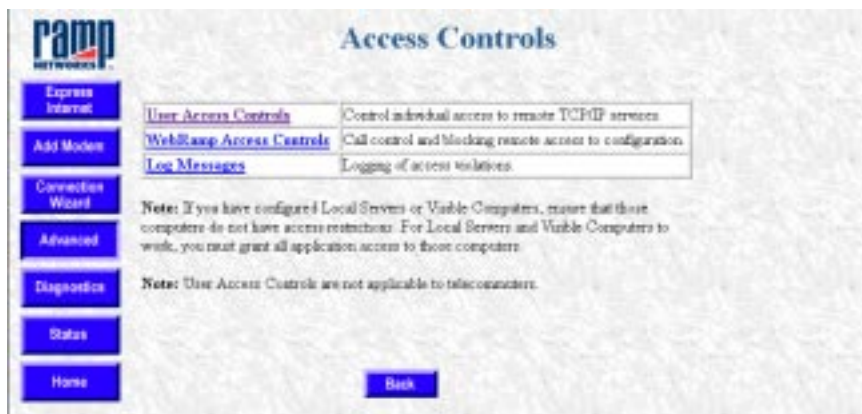 ramp
NETWORKS
Access Controls
Express
Internet
Add Modem
Connection
Wizard
Advanced
Diagnostics
Status
Home
User Access Controls Control individual access to remote TCP/IP services.
WebRamp Access Controls Call control and blocking remote access to configuration.
Log Messages Logging of access violations.
Note: If you have configured Local Servers or Visible Computers, ensure that those
computers do not have access restrictions. For Local Servers and Visible Computers to
work, you must grant all application access to those computers.
Note: User Access Controls are not applicable to telecommuters.
Back